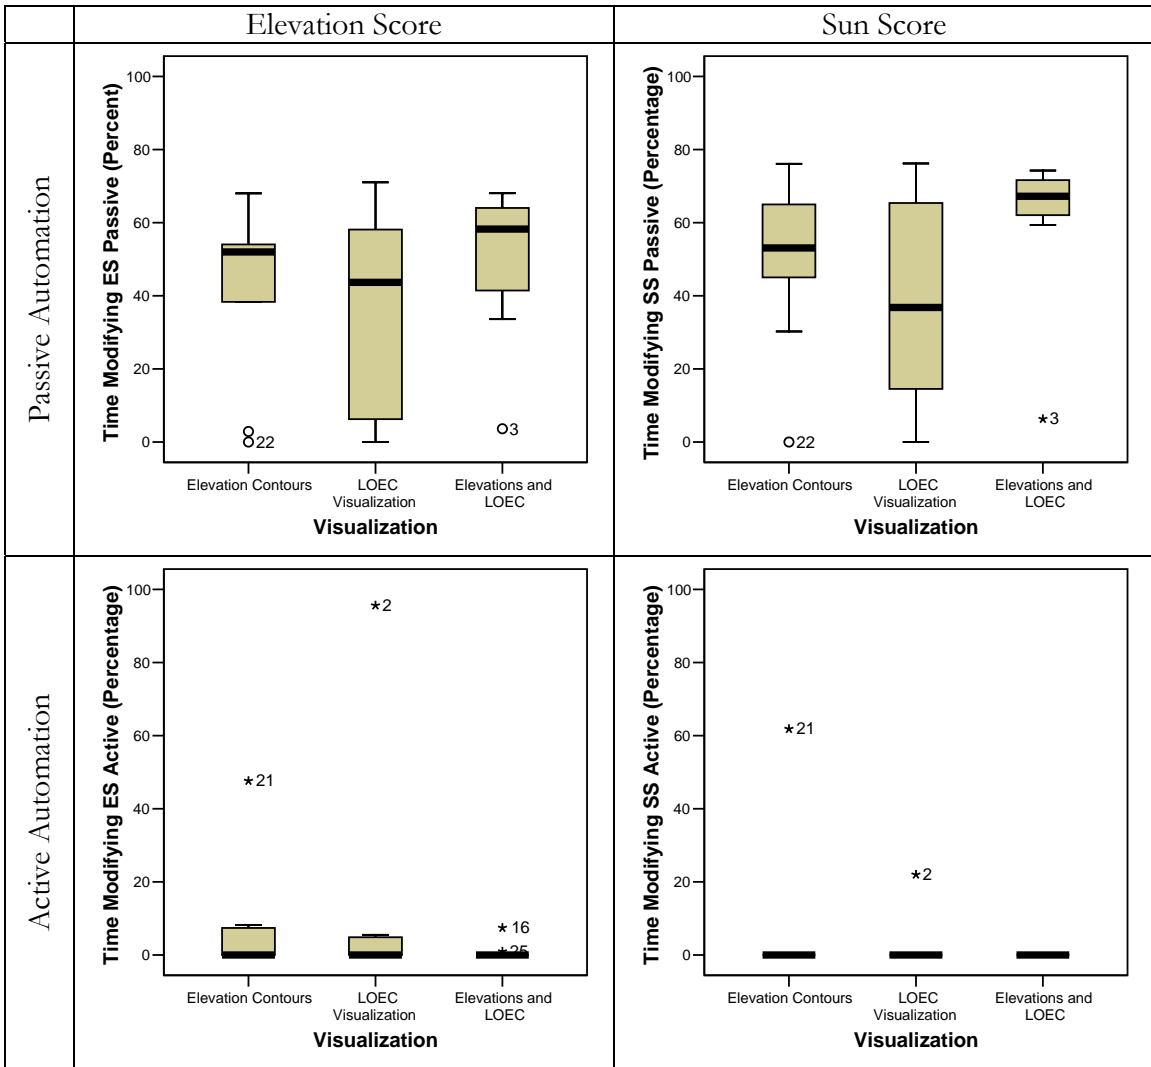 Elevation Score
Sun Score
Passive Automation
Time Modifying ES Passive (Percent)
100
80
60
40
20
0
22
3
Elevation Contours
LOEC
Visualization
Elevations and
LOEC
Visualization
Time Modifying SS Passive (Percentage)
100
80
60
40
20
0
22
3
Elevation Contours
LOEC
Visualization
Elevations and
LOEC
Visualization
Active Automation
Time Modifying ES Active (Percentage)
100
80
60
40
20
0
21
2
16
25
Elevation Contours
LOEC
Visualization
Elevations and
LOEC
Visualization
Time Modifying SS Active (Percentage)
100
80
60
40
20
0
21
2
Elevation Contours
LOEC
Visualization
Elevations and
LOEC
Visualization